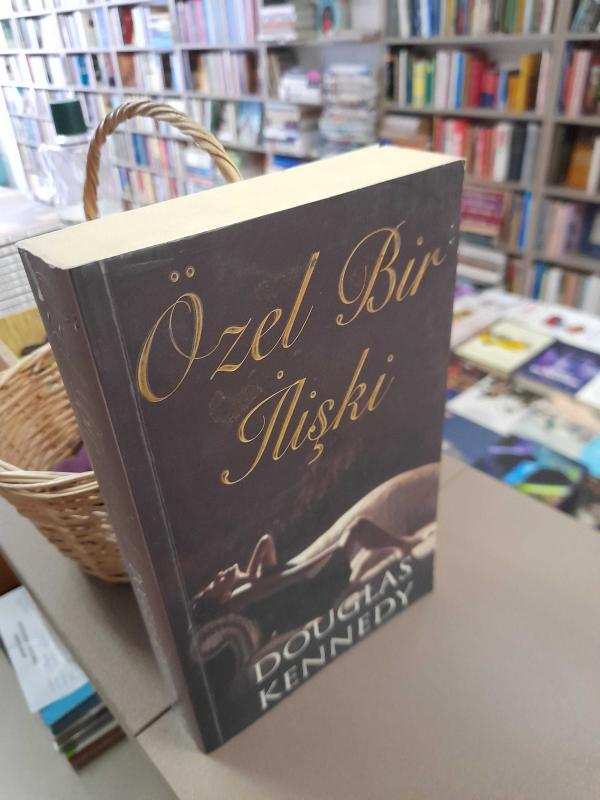 Özel Bir
İlişki
DOUGLAS
KENNEDY